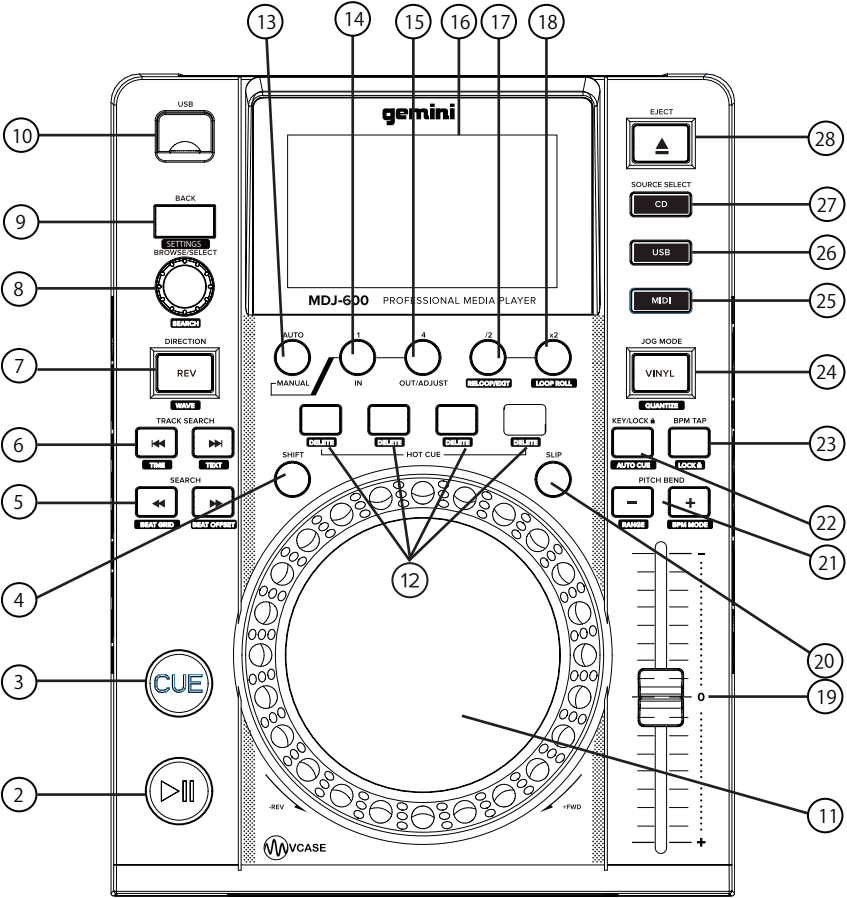 13 14 15 16 17 18
USB
gemini
EJECT
10
28
BACK
SOURCE SELECT
CD
27
9
SETTINGS
BROWSE/SELECT
USB
26
8
MIDI
25
SEARCH
MDJ-600 PROFESSIONAL MEDIA PLAYER
DIRECTION
AUTO 1 4 /2 x2
JOG MODE
7
REV
VINYL
24
MANUAL IN OUT/ADJUST RELOOP/EXIT LOOP ROLL
WAVE
QUANTIZE
TRACK SEARCH
KEY/LOCK BPM TAP
6
23
TIME TEXT
DELETE DELETE DELETE DELETE
AUTO CUE LOCK
HOT CUE
SHIFT
SLIP
SEARCH
PITCH BEND
5
− +
22
BEAT GRID BEAT OFFSET
RANGE BPM MODE
21
−
12
4
20
3
CUE
0
19
2
11
-REV
+FWD
+
VCASE